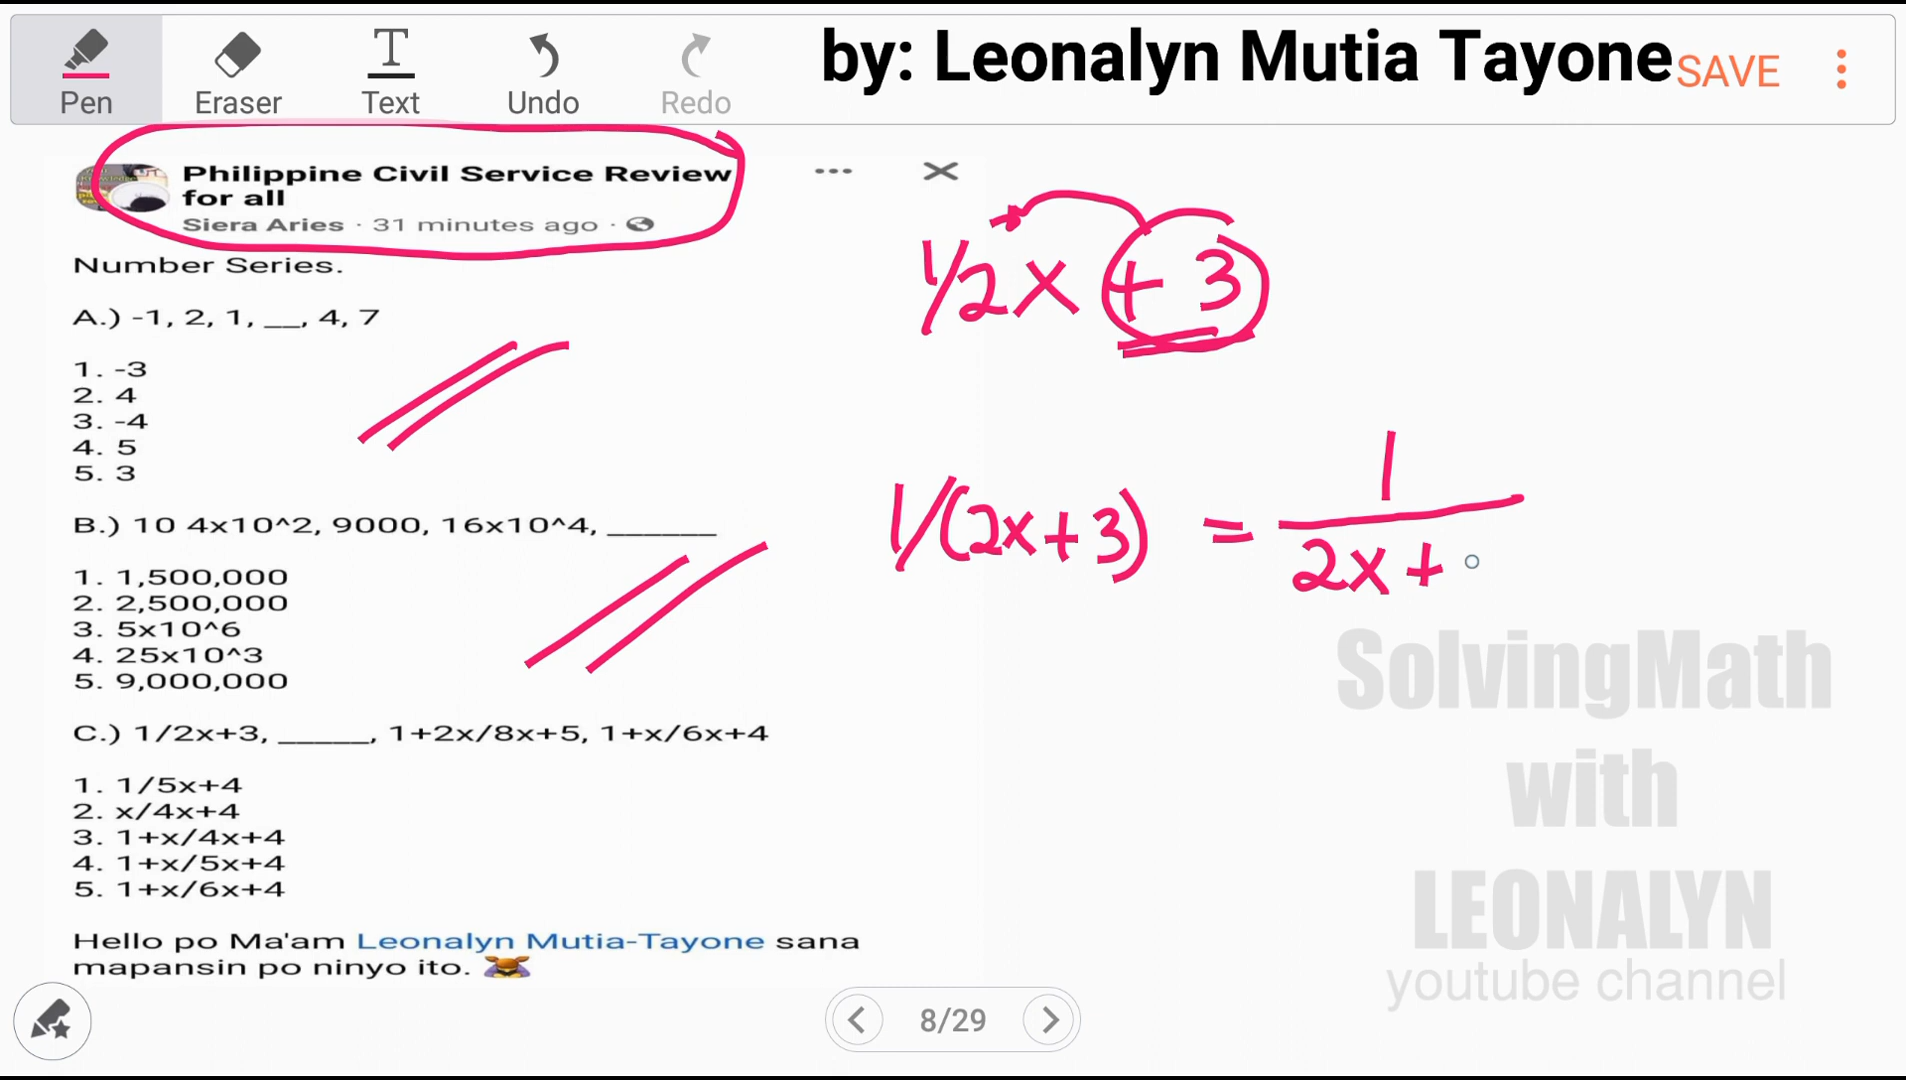 Pen
Eraser
Text
Undo
Redo
by: Leonalyn Mutia Tayone
SAVE
Philippine Civil Service Review
for all
Siera Aries · 31 minutes ago ·
Number Series.
A.) -1, 2, 1, __, 4, 7
1. -3
2. 4
3. -4
4. 5
5. 3
B.) 10 4x10^2, 9000, 16x10^4, ______
1. 1,500,000
2. 2,500,000
3. 5x10^6
4. 25x10^3
5. 9,000,000
C.) 1/2x+3, _____, 1+2x/8x+5, 1+x/6x+4
1. 1/5x+4
2. x/4x+4
3. 1+x/4x+4
4. 1+x/5x+4
5. 1+x/6x+4
Hello po Ma'am Leonalyn Mutia-Tayone sana
mapansin po ninyo ito.
1/2x + 3
1/(2x+3) = 1
2x+
SolvingMath
with
LEONALYN
youtube channel
8/29